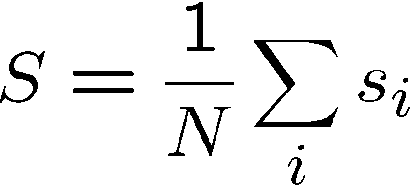 S = \frac{1}{N} \sum_{i} s_i